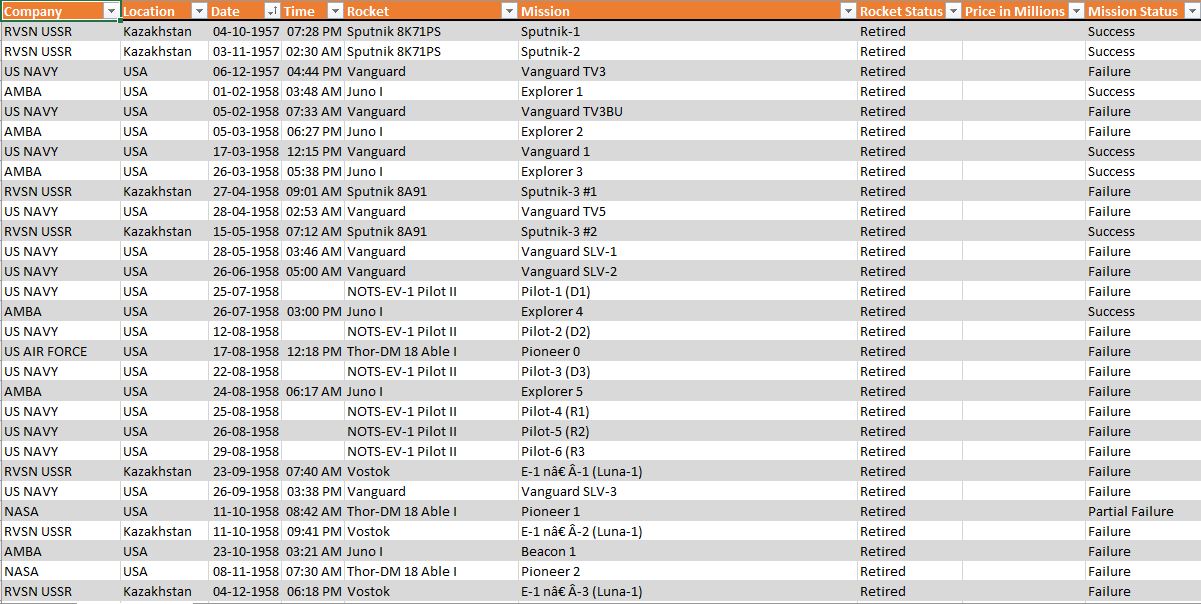 Company Location Date Time Rocket Mission Rocket Status Price in Millions Mission Status
RVSN USSR Kazakhstan 04-10-1957 07:28 PM Sputnik 8K71PS Sputnik-1 Retired Success
RVSN USSR Kazakhstan 03-11-1957 02:30 AM Sputnik 8K71PS Sputnik-2 Retired Success
US NAVY USA 06-12-1957 04:44 PM Vanguard Vanguard TV3 Retired Failure
AMBA USA 01-02-1958 03:48 AM Juno I Explorer 1 Retired Success
US NAVY USA 05-02-1958 07:33 AM Vanguard Vanguard TV3BU Retired Failure
AMBA USA 05-03-1958 06:27 PM Juno I Explorer 2 Retired Failure
US NAVY USA 17-03-1958 12:15 PM Vanguard Vanguard 1 Retired Success
AMBA USA 26-03-1958 05:38 PM Juno I Explorer 3 Retired Success
RVSN USSR Kazakhstan 27-04-1958 09:01 AM Sputnik 8A91 Sputnik-3 #1 Retired Failure
US NAVY USA 28-04-1958 02:53 AM Vanguard Vanguard TV5 Retired Failure
RVSN USSR Kazakhstan 15-05-1958 07:12 AM Sputnik 8A91 Sputnik-3 #2 Retired Success
US NAVY USA 28-05-1958 03:46 AM Vanguard Vanguard SLV-1 Retired Failure
US NAVY USA 26-06-1958 05:00 AM Vanguard Vanguard SLV-2 Retired Failure
US NAVY USA 25-07-1958 NOTS-EV-1 Pilot II Pilot-1 (D1) Retired Failure
AMBA USA 26-07-1958 03:00 PM Juno I Explorer 4 Retired Success
US NAVY USA 12-08-1958 NOTS-EV-1 Pilot II Pilot-2 (D2) Retired Failure
US AIR FORCE USA 17-08-1958 12:18 PM Thor-DM 18 Able I Pioneer 0 Retired Failure
US NAVY USA 22-08-1958 NOTS-EV-1 Pilot II Pilot-3 (D3) Retired Failure
AMBA USA 24-08-1958 06:17 AM Juno I Explorer 5 Retired Failure
US NAVY USA 25-08-1958 NOTS-EV-1 Pilot II Pilot-4 (R1) Retired Failure
US NAVY USA 26-08-1958 NOTS-EV-1 Pilot II Pilot-5 (R2) Retired Failure
US NAVY USA 29-08-1958 NOTS-EV-1 Pilot II Pilot-6 (R3 Retired Failure
RVSN USSR Kazakhstan 23-09-1958 07:40 AM Vostok E-1 nâ€ Â-1 (Luna-1) Retired Failure
US NAVY USA 26-09-1958 03:38 PM Vanguard Vanguard SLV-3 Retired Failure
NASA USA 11-10-1958 08:42 AM Thor-DM 18 Able I Pioneer 1 Retired Partial Failure
RVSN USSR Kazakhstan 11-10-1958 09:41 PM Vostok E-1 nâ€ Â-2 (Luna-1) Retired Failure
AMBA USA 23-10-1958 03:21 AM Juno I Beacon 1 Retired Failure
NASA USA 08-11-1958 07:30 AM Thor-DM 18 Able I Pioneer 2 Retired Failure
RVSN USSR Kazakhstan 04-12-1958 06:18 PM Vostok E-1 nâ€ Â-3 (Luna-1) Retired Failure